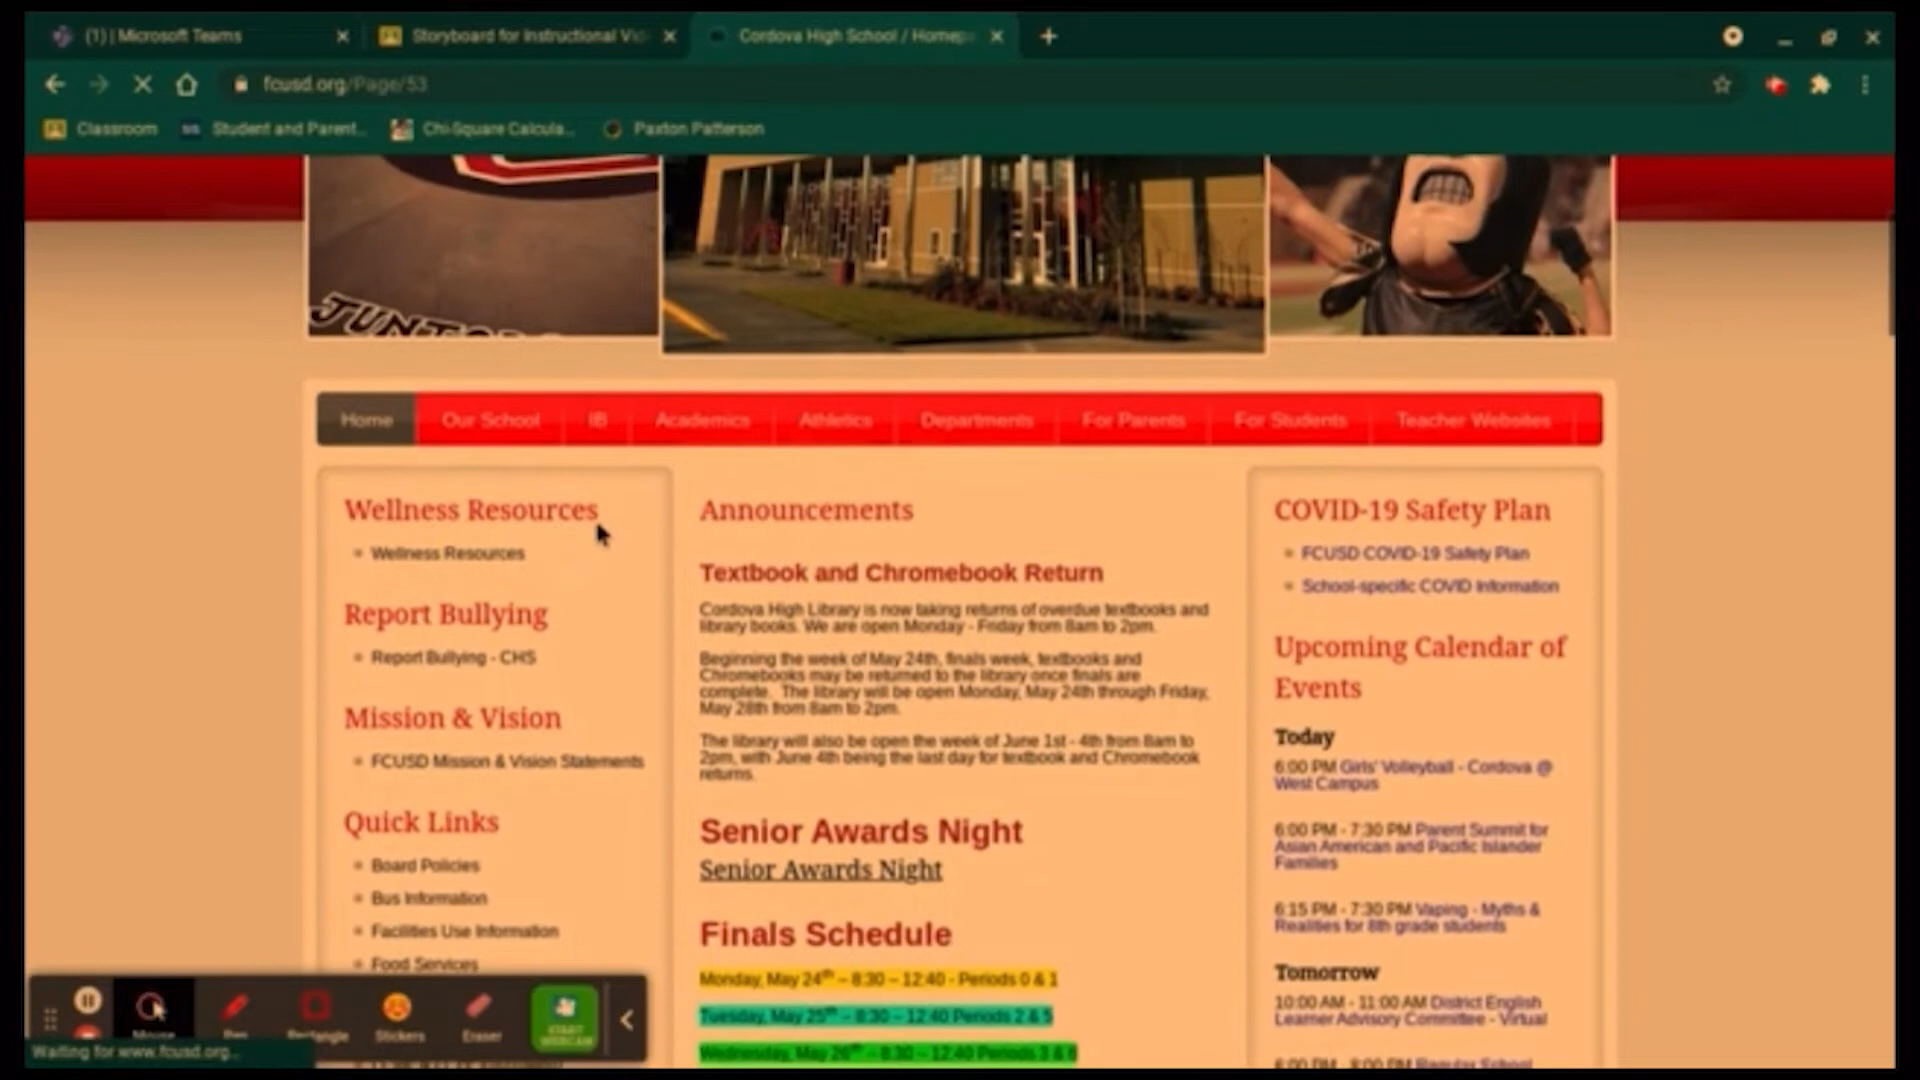 (1) | Microsoft Teams
Storyboard for Instructional Vi
Cordova High School / Homep
fcusd.org/Page/53
Classroom
Student and Parent...
Chi-Square Calcula...
Paxton Patterson
Home
Our School
IB
Academics
Athletics
Departments
For Parents
For Students
Teacher Websites
Wellness Resources
Wellness Resources
Report Bullying
Report Bullying - CHS
Mission & Vision
FCUSD Mission & Vision Statements
Quick Links
Board Policies
Bus Information
Facilities Use Information
Food Services
Announcements
Textbook and Chromebook Return
Cordova High Library is now taking returns of overdue textbooks and
library books. We are open Monday - Friday from 8am to 2pm.
Beginning the week of May 24th, finals week, textbooks and
Chromebooks may be returned to the library once finals are
complete. The library will be open Monday, May 24th through Friday,
May 28th from 8am to 2pm.
The library will also be open the week of June 1st - 4th from 8am to
2pm, with June 4th being the last day for textbook and Chromebook
returns.
Senior Awards Night
Senior Awards Night
Finals Schedule
Monday, May 24th – 8:30 – 12:40 - Periods 0 & 1
Tuesday, May 25th – 8:30 – 12:40 Periods 2 & 5
Wednesday, May 26th – 8:30 – 12:40 Periods 3 & 6
COVID-19 Safety Plan
FCUSD COVID-19 Safety Plan
School-specific COVID Information
Upcoming Calendar of
Events
Today
6:00 PM Girls' Volleyball - Cordova @
West Campus
6:00 PM - 7:30 PM Parent Summit for
Asian American and Pacific Islander
Families
6:15 PM - 7:30 PM Vaping - Myths &
Realities for 8th grade students
Tomorrow
10:00 AM - 11:00 AM District English
Learner Advisory Committee - Virtual
6:00 PM - 8:00 PM Regular School
Mouse
Pen
Rectangle
Stickers
Eraser
START
WEBCAM
Waiting for www.fcusd.org...